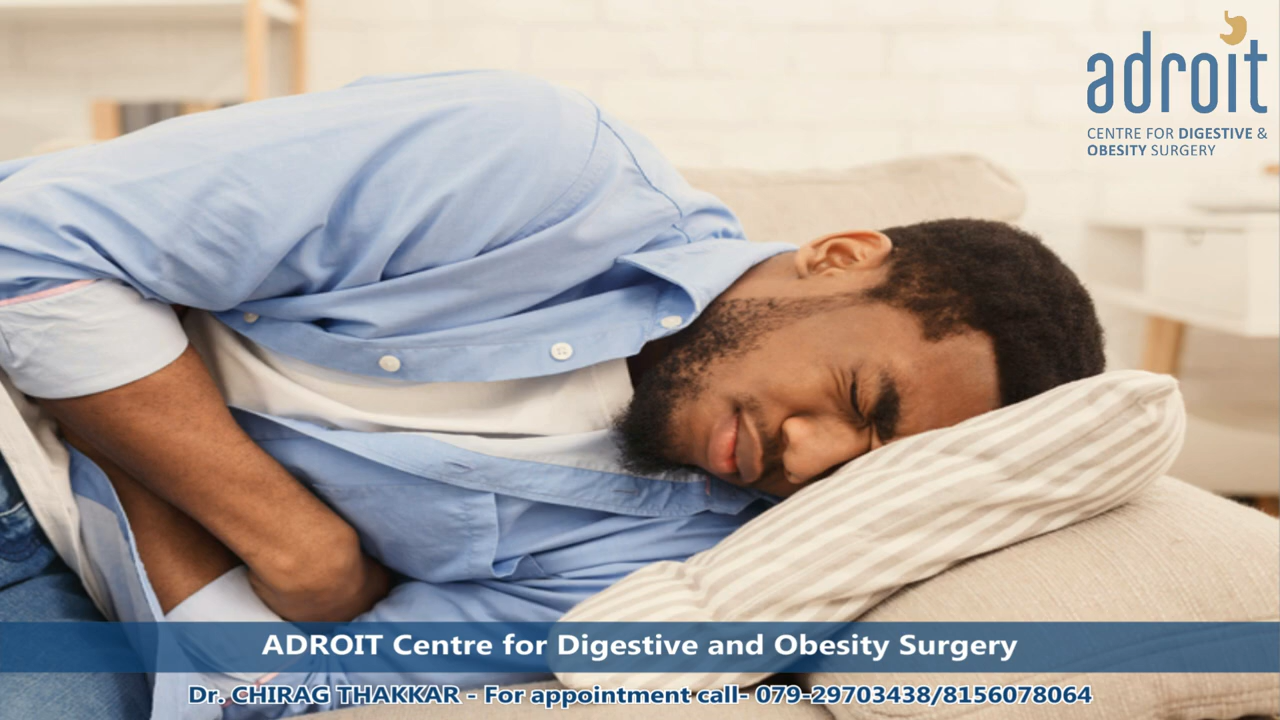 adroit
CENTRE FOR DIGESTIVE &
OBESITY SURGERY
ADROIT Centre for Digestive and Obesity Surgery
Dr. CHIRAG THAKKAR - For appointment call- 079-29703438/8156078064